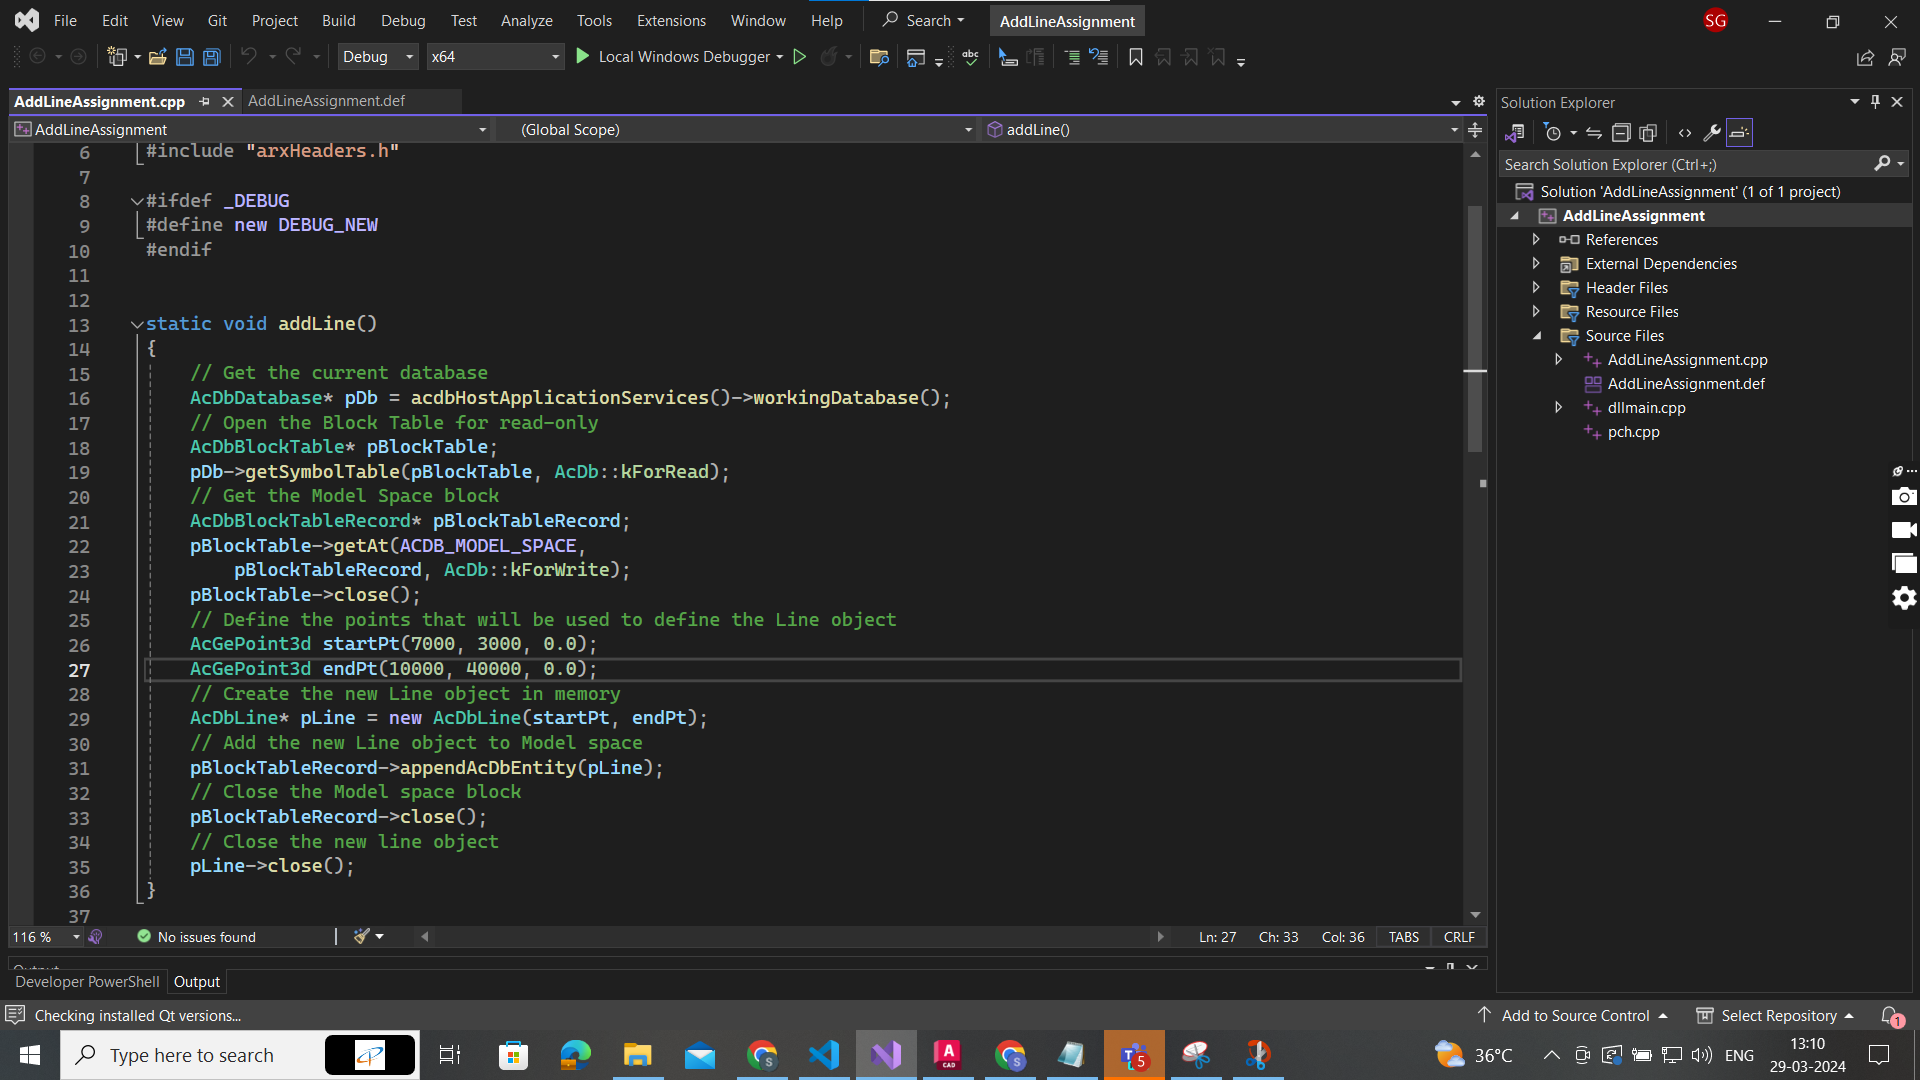 File Edit View Git Project Build Debug Test Analyze Tools Extensions Window Help Search AddLineAssignment SG
Debug x64 Local Windows Debugger abc
AddLineAssignment.cpp AddLineAssignment.def
AddLineAssignment (Global Scope) addLine()
6 #include "arxHeaders.h"
7
8 #ifdef _DEBUG
9 #define new DEBUG_NEW
10 #endif
11
12
13 static void addLine()
14 {
15 // Get the current database
16 AcDbDatabase* pDb = acdbHostApplicationServices()->workingDatabase();
17 // Open the Block Table for read-only
18 AcDbBlockTable* pBlockTable;
19 pDb->getSymbolTable(pBlockTable, AcDb::kForRead);
20 // Get the Model Space block
21 AcDbBlockTableRecord* pBlockTableRecord;
22 pBlockTable->getAt(ACDB_MODEL_SPACE,
23 pBlockTableRecord, AcDb::kForWrite);
24 pBlockTable->close();
25 // Define the points that will be used to define the Line object
26 AcGePoint3d startPt(7000, 3000, 0.0);
27 AcGePoint3d endPt(10000, 40000, 0.0);
28 // Create the new Line object in memory
29 AcDbLine* pLine = new AcDbLine(startPt, endPt);
30 // Add the new Line object to Model space
31 pBlockTableRecord->appendAcDbEntity(pLine);
32 // Close the Model space block
33 pBlockTableRecord->close();
34 // Close the new line object
35 pLine->close();
36 }
37
116 % No issues found Ln: 27 Ch: 33 Col: 36 TABS CRLF
Output
Developer PowerShell Output
Solution Explorer
Search Solution Explorer (Ctrl+;)
Solution 'AddLineAssignment' (1 of 1 project)
AddLineAssignment
References
External Dependencies
Header Files
Resource Files
Source Files
AddLineAssignment.cpp
AddLineAssignment.def
dllmain.cpp
pch.cpp
Checking installed Qt versions... Add to Source Control Select Repository 1
Type here to search S A CAD S 5 36°C ENG
13:10
29-03-2024